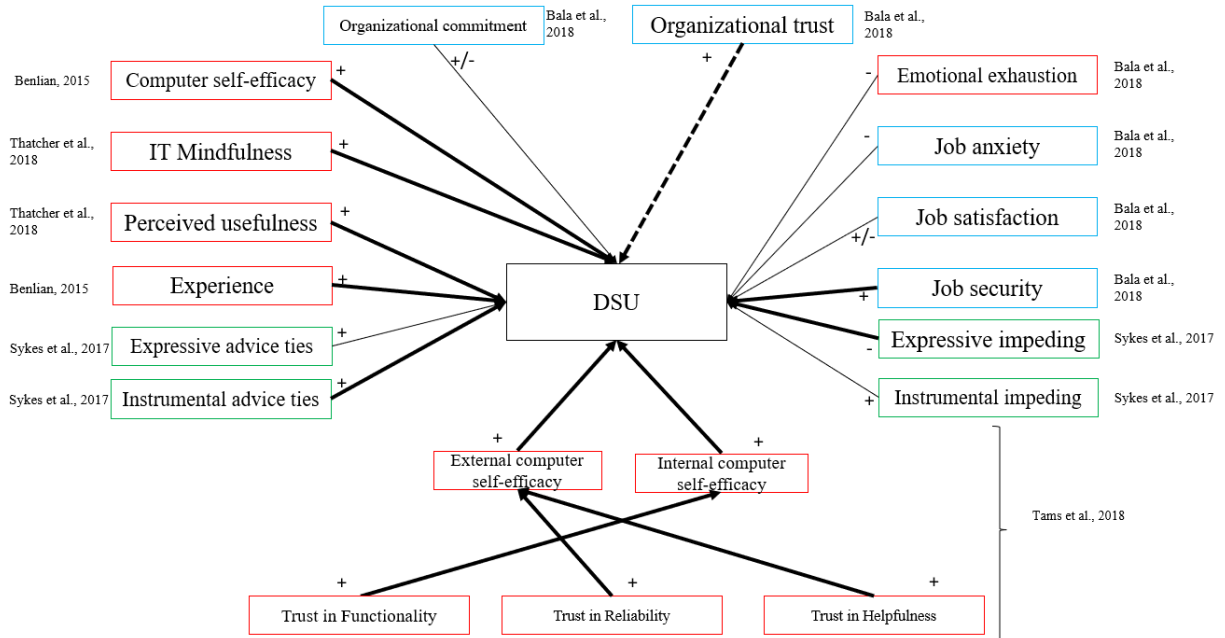 Organizational commitment
Bala et al.,
2018
Organizational trust
Bala et al.,
2018
+/-
+
Benlian, 2015
Computer self-efficacy
+
-
Emotional exhaustion
Bala et al.,
2018
Thatcher et al.,
2018
IT Mindfulness
+
-
Job anxiety
Bala et al.,
2018
Thatcher et al.,
2018
Perceived usefulness
+
+/-
Job satisfaction
Bala et al.,
2018
Benlian, 2015
Experience
+
DSU
+
Job security
Bala et al.,
2018
Sykes et al., 2017
Expressive advice ties
+
-
Expressive impeding
Sykes et al., 2017
Sykes et al., 2017
Instrumental advice ties
+
+
Instrumental impeding
Sykes et al., 2017
+
+
External computer
self-efficacy
Internal computer
self-efficacy
Tams et al., 2018
+
+
+
Trust in Functionality
Trust in Reliability
Trust in Helpfulness